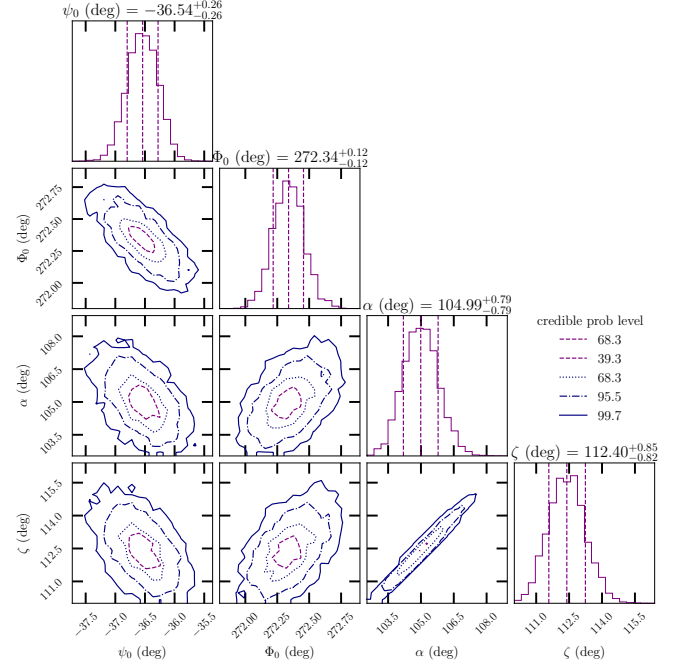 ψ₀ (deg) = −36.54⁺⁰·²⁶₋₀.₂₆
Φ₀ (deg) = 272.34⁺⁰·¹²₋₀.₁₂
272.75
272.50
272.25
272.00
Φ₀ (deg)
α (deg) = 104.99⁺⁰·⁷⁹₋₀.₇₉
108.0
106.5
105.0
103.5
α (deg)
credible prob level
68.3
39.3
68.3
95.5
99.7
ζ (deg) = 112.40⁺⁰·⁸⁵₋₀.₈₂
115.5
114.0
112.5
111.0
ζ (deg)
−37.5 −37.0 −36.5 −36.0 −35.5
272.00 272.25 272.50 272.75
103.5 105.0 106.5 108.0
111.0 112.5 114.0 115.5
ψ₀ (deg) Φ₀ (deg) α (deg) ζ (deg)